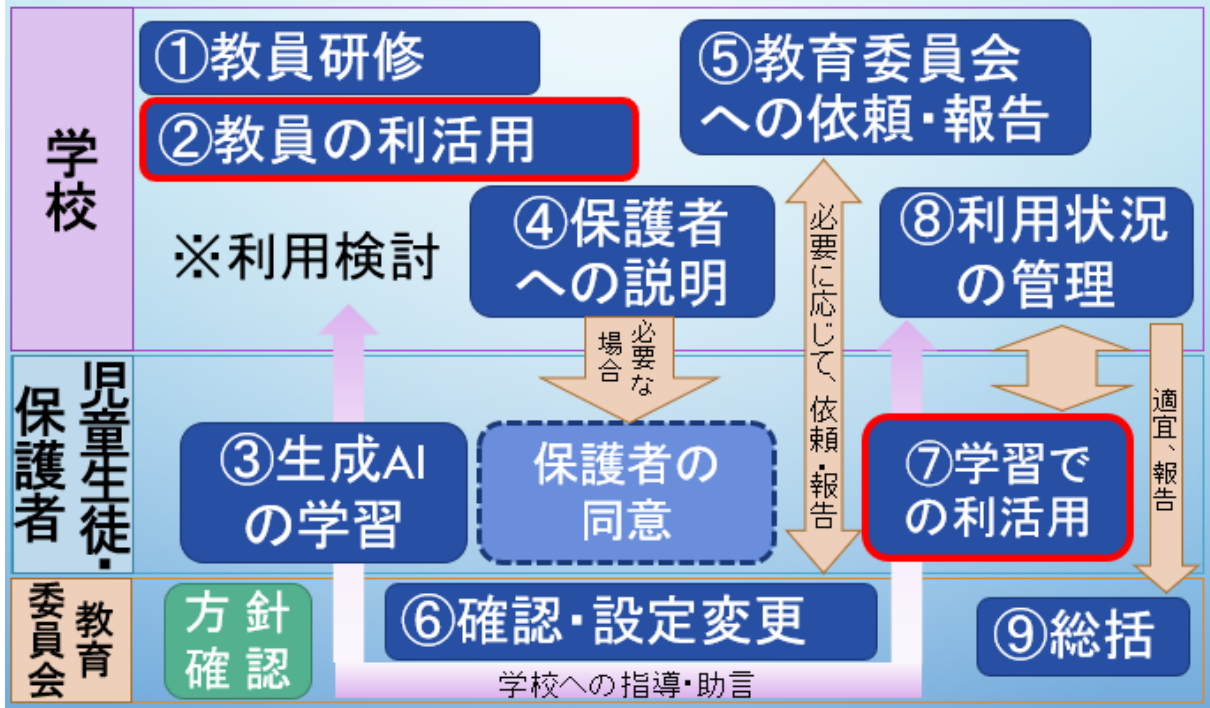 学校
①教員研修
②教員の利活用
※利用検討
④保護者
への説明
⑤教育委員会
への依頼・報告
⑧利用状況
の管理
必要な
場合
必要に応じて、依頼・報告
適宜、報告
児童生徒・
保護者
③生成AI
の学習
保護者の
同意
⑦学習で
の利活用
教育
委員会
方針
確認
⑥確認・設定変更
⑨総括
学校への指導・助言